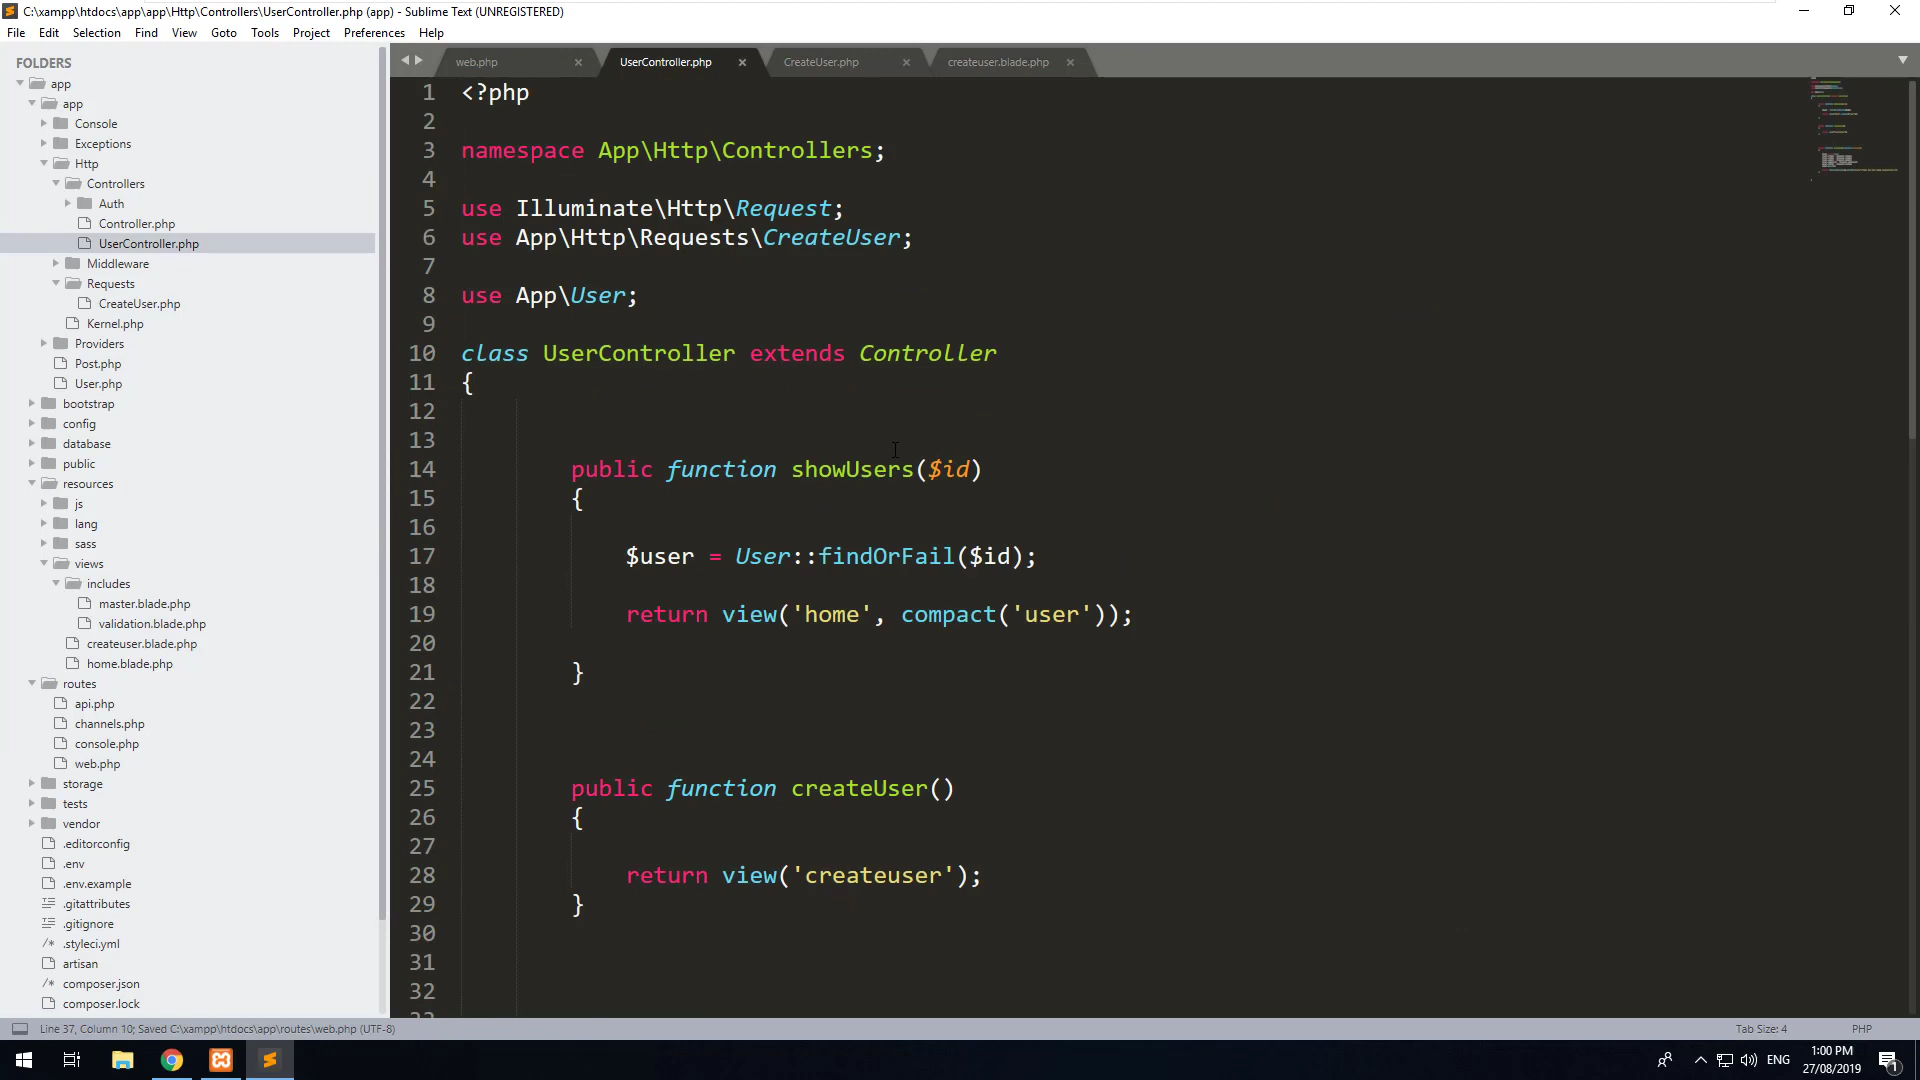 C:\xampp\htdocs\app\app\Http\Controllers\UserController.php (app) - Sublime Text (UNREGISTERED)
File Edit Selection Find View Goto Tools Project Preferences Help
FOLDERS
app
app
Console
Exceptions
Http
Controllers
Auth
Controller.php
UserController.php
Middleware
Requests
CreateUser.php
Kernel.php
Providers
Post.php
User.php
bootstrap
config
database
public
resources
js
lang
sass
views
includes
master.blade.php
validation.blade.php
createuser.blade.php
home.blade.php
routes
api.php
channels.php
console.php
web.php
storage
tests
vendor
.editorconfig
.env
.env.example
.gitattributes
.gitignore
/* .styleci.yml
artisan
/* composer.json
composer.lock
web.php UserController.php CreateUser.php createuser.blade.php
1 <?php
2
3 namespace App\Http\Controllers;
4
5 use Illuminate\Http\Request;
6 use App\Http\Requests\CreateUser;
7
8 use App\User;
9
10 class UserController extends Controller
11 {
12
13
14 public function showUsers($id)
15 {
16
17 $user = User::findOrFail($id);
18
19 return view('home', compact('user'));
20
21 }
22
23
24
25 public function createUser()
26 {
27
28 return view('createuser');
29 }
30
31
32
Line 37, Column 10; Saved C:\xampp\htdocs\app\routes\web.php (UTF-8)
Tab Size: 4 PHP
ENG
1:00 PM
27/08/2019
1